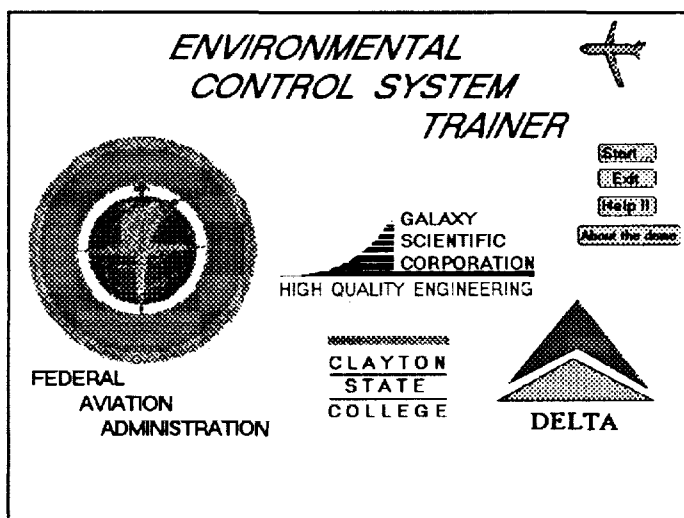 ENVIRONMENTAL
CONTROL SYSTEM
TRAINER
Start
Exit
Help !!
About the demo
GALAXY
SCIENTIFIC
CORPORATION
HIGH QUALITY ENGINEERING
CLAYTON
STATE
COLLEGE
DELTA
FEDERAL
AVIATION
ADMINISTRATION